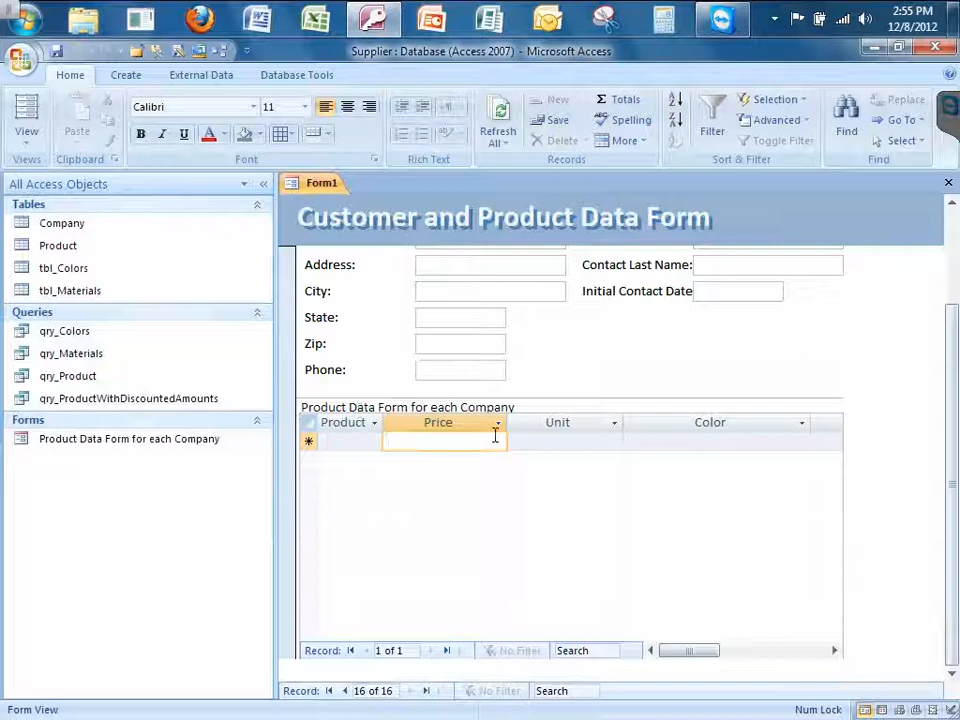 2:55 PM
12/8/2012
Supplier : Database (Access 2007) - Microsoft Access
Home
Create
External Data
Database Tools
View
Paste
Calibri
11
B I U A
Refresh All
New
Save
Delete
Totals
Spelling
More
Filter
Selection
Advanced
Toggle Filter
Find
Replace
Go To
Select
Views
Clipboard
Font
Rich Text
Records
Sort & Filter
Find
All Access Objects
Tables
Company
Product
tbl_Colors
tbl_Materials
Queries
qry_Colors
qry_Materials
qry_Product
qry_ProductWithDiscountedAmounts
Forms
Product Data Form for each Company
Form1
Customer and Product Data Form
Address:
Contact Last Name:
City:
Initial Contact Date
State:
Zip:
Phone:
Product Data Form for each Company
Product
Price
Unit
Color
Record:
1 of 1
No Filter
Search
Record:
16 of 16
No Filter
Search
Form View
Num Lock